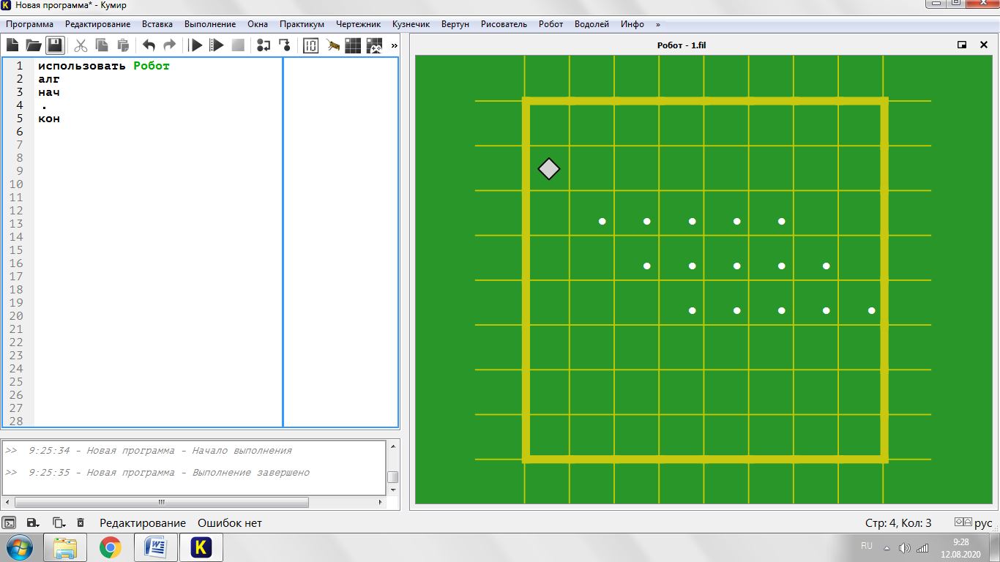 Новая программа* - Кумир
Программа Редактирование Вставка Выполнение Окна Практикум Чертежник Кузнечик Вертун Рисователь Робот Водолей Инфо »
»
Робот - 1.fil
1 использовать Робот
2 алг
3 нач
4 .
5 кон
6
7
8
9
10
11
12
13
14
15
16
17
18
19
20
21
22
23
24
25
26
27
28
>> 9:25:34 - Новая программа - Начало выполнения
>> 9:25:35 - Новая программа - Выполнение завершено
Редактирование Ошибок нет Стр: 4, Кол: 3 рус
RU 9:28
12.08.2020